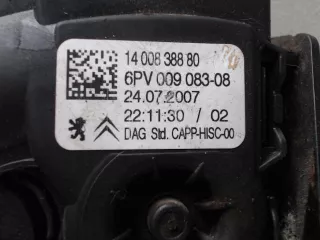 14 008 388 80
6PV 009 083-08
24.07.2007
22:11:30 / 02
DAG Std. CAPP-HISC-00